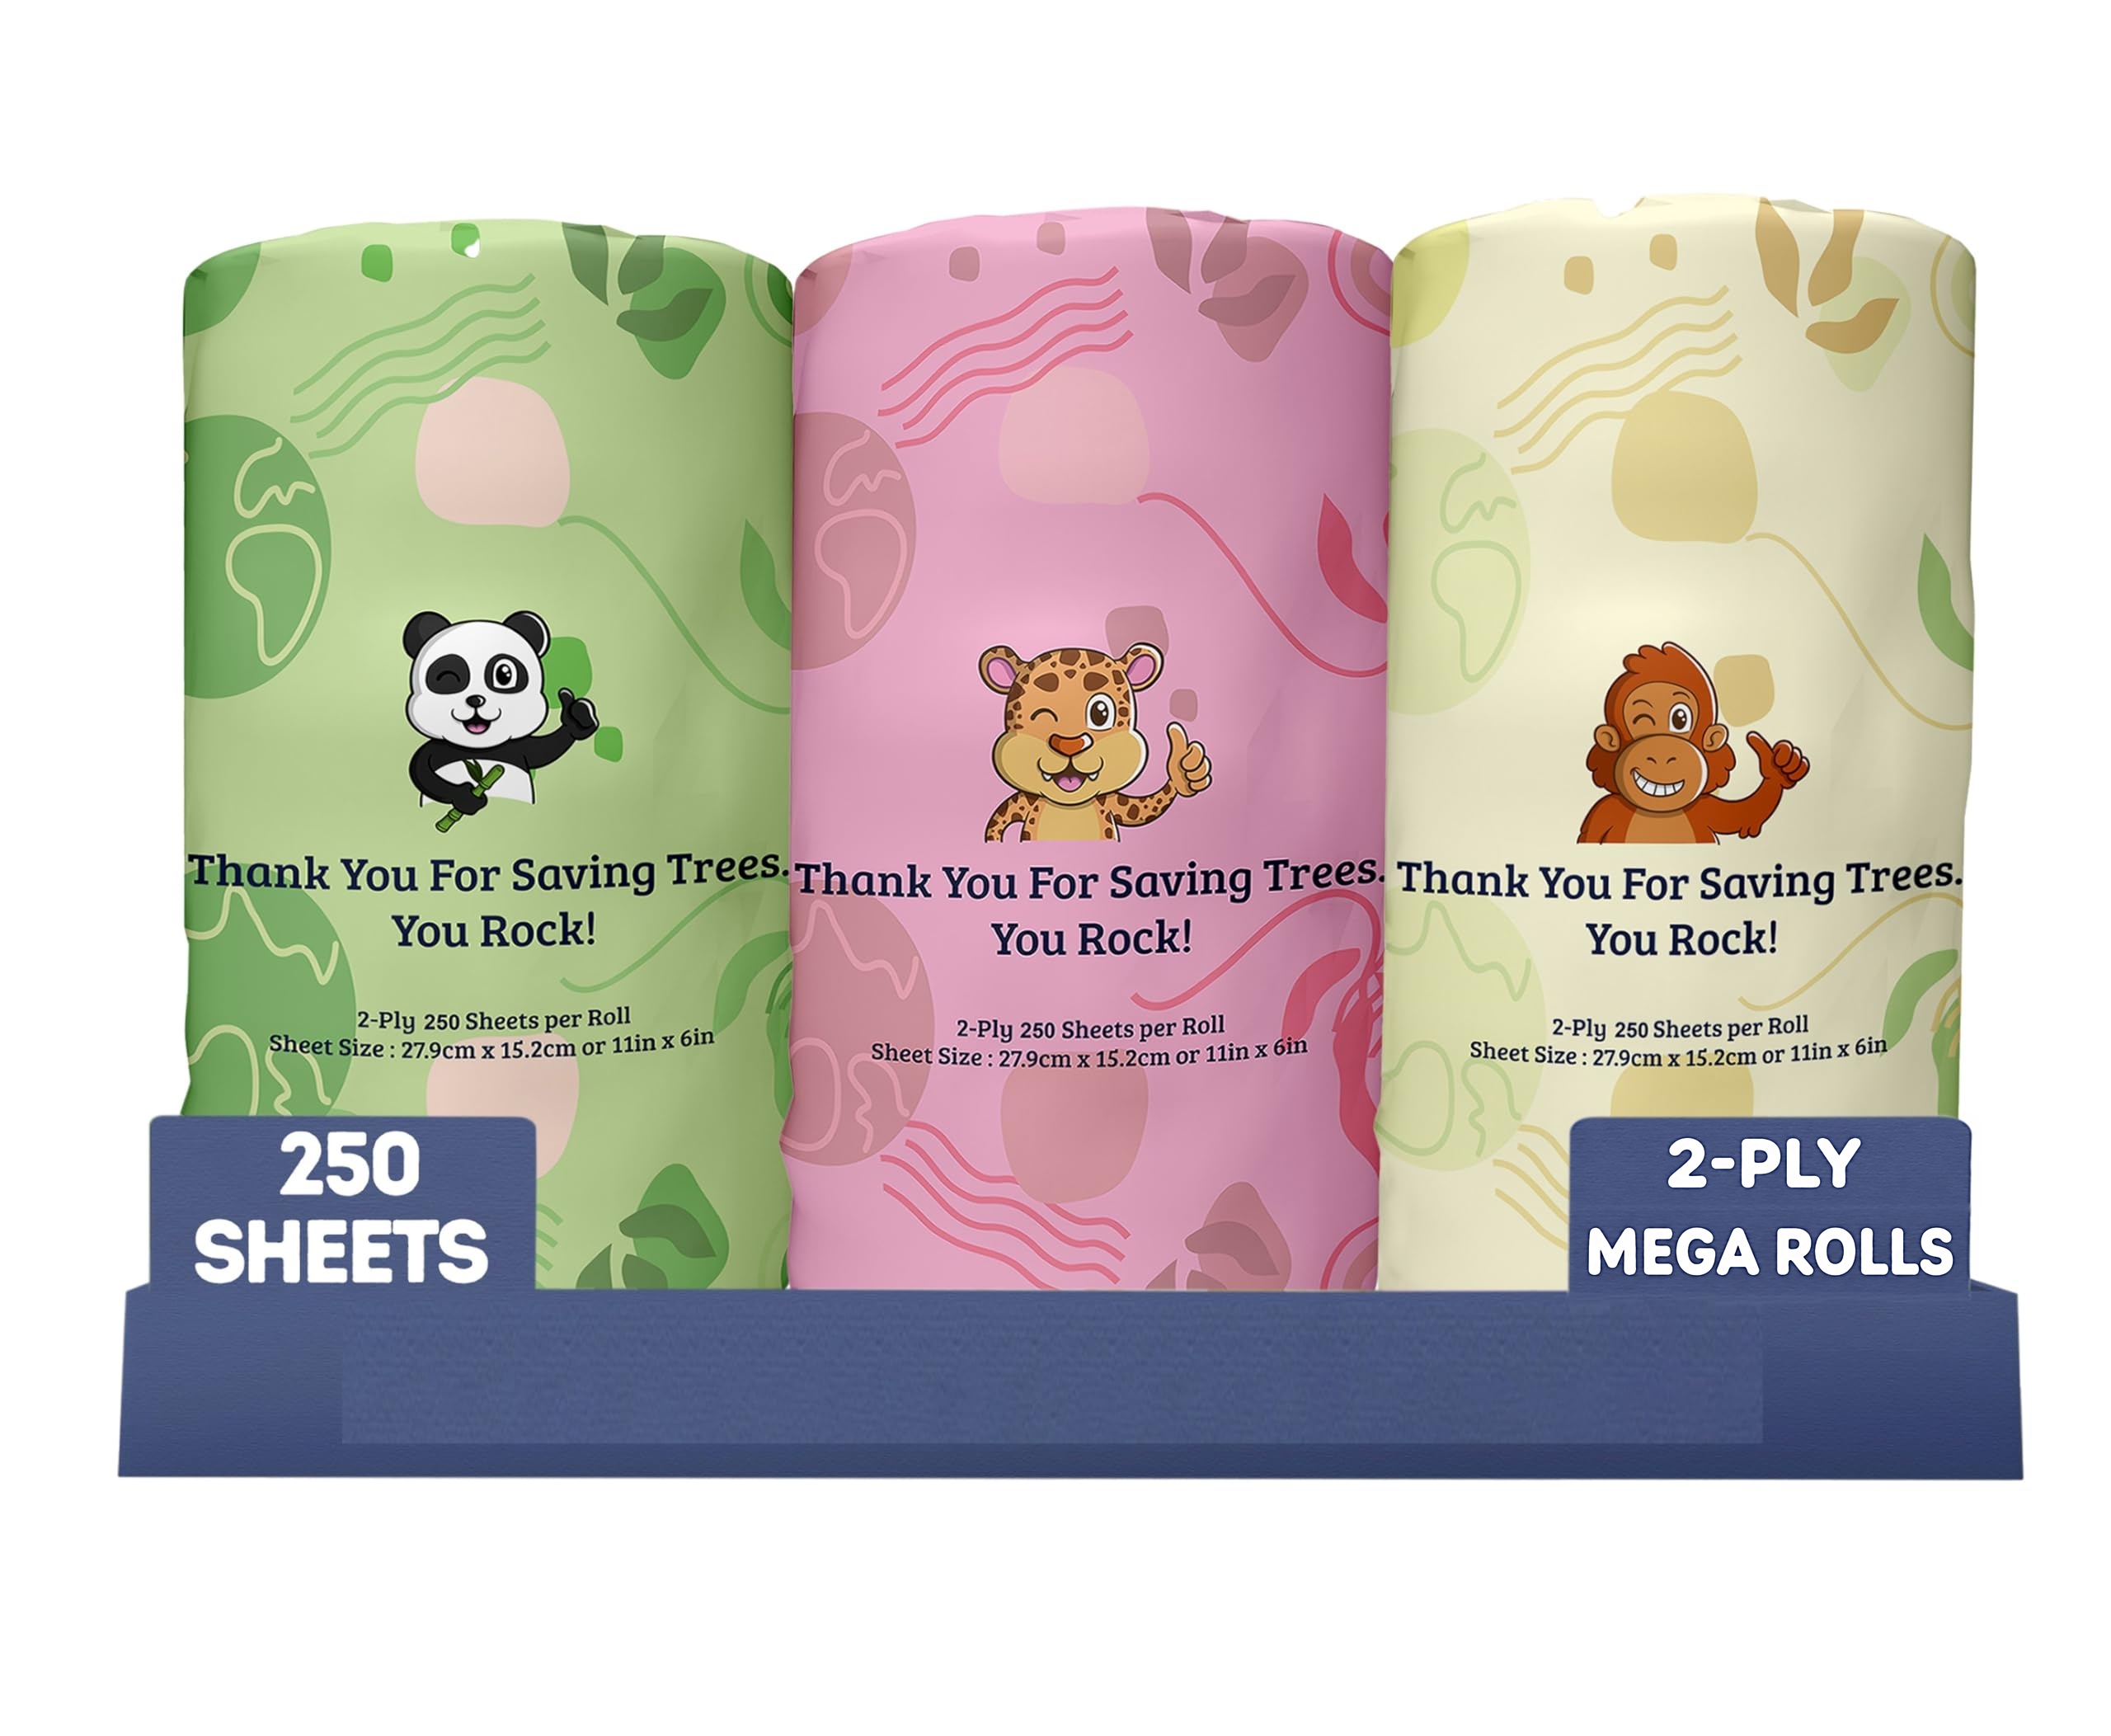 Thank You For Saving Trees.
You Rock!
2-Ply 250 Sheets per Roll
Sheet Size : 27.9cm x 15.2cm or 11in x 6in
Thank You For Saving Trees.
You Rock!
2-Ply 250 Sheets per Roll
Sheet Size : 27.9cm x 15.2cm or 11in x 6in
Thank You For Saving Trees.
You Rock!
2-Ply 250 Sheets per Roll
Sheet Size : 27.9cm x 15.2cm or 11in x 6in
250
SHEETS
2-PLY
MEGA ROLLS